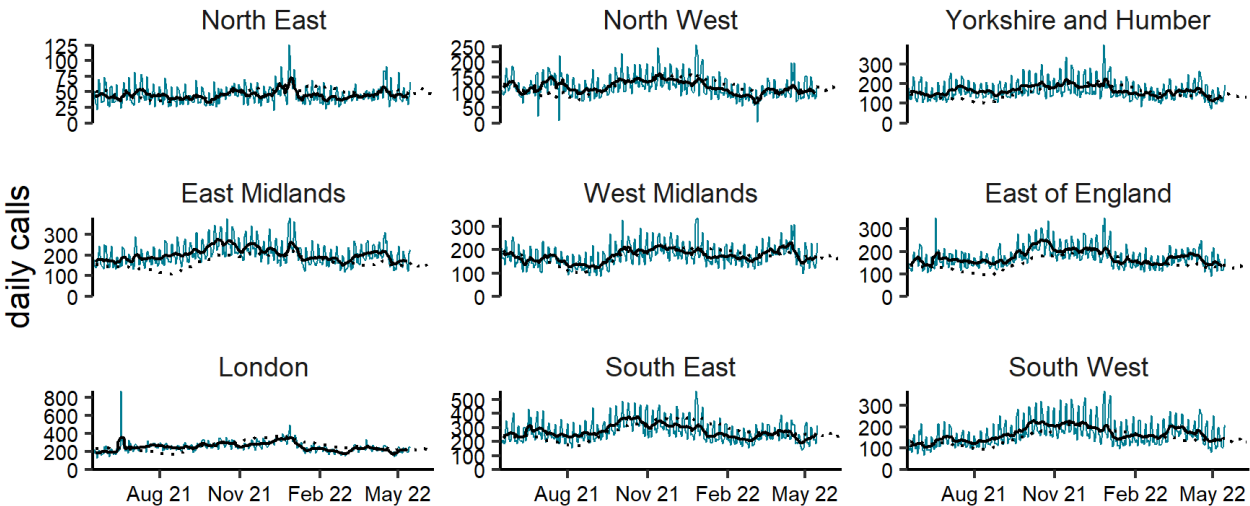 North East North West Yorkshire and Humber
125 100 75 50 25 0
250 200 150 100 50 0
300 200 100 0
daily calls
East Midlands West Midlands East of England
300 200 100 0
300 200 100 0
300 200 100 0
London South East South West
800 600 400 200 0
500 400 300 200 100 0
300 200 100 0
Aug 21 Nov 21 Feb 22 May 22 Aug 21 Nov 21 Feb 22 May 22 Aug 21 Nov 21 Feb 22 May 22